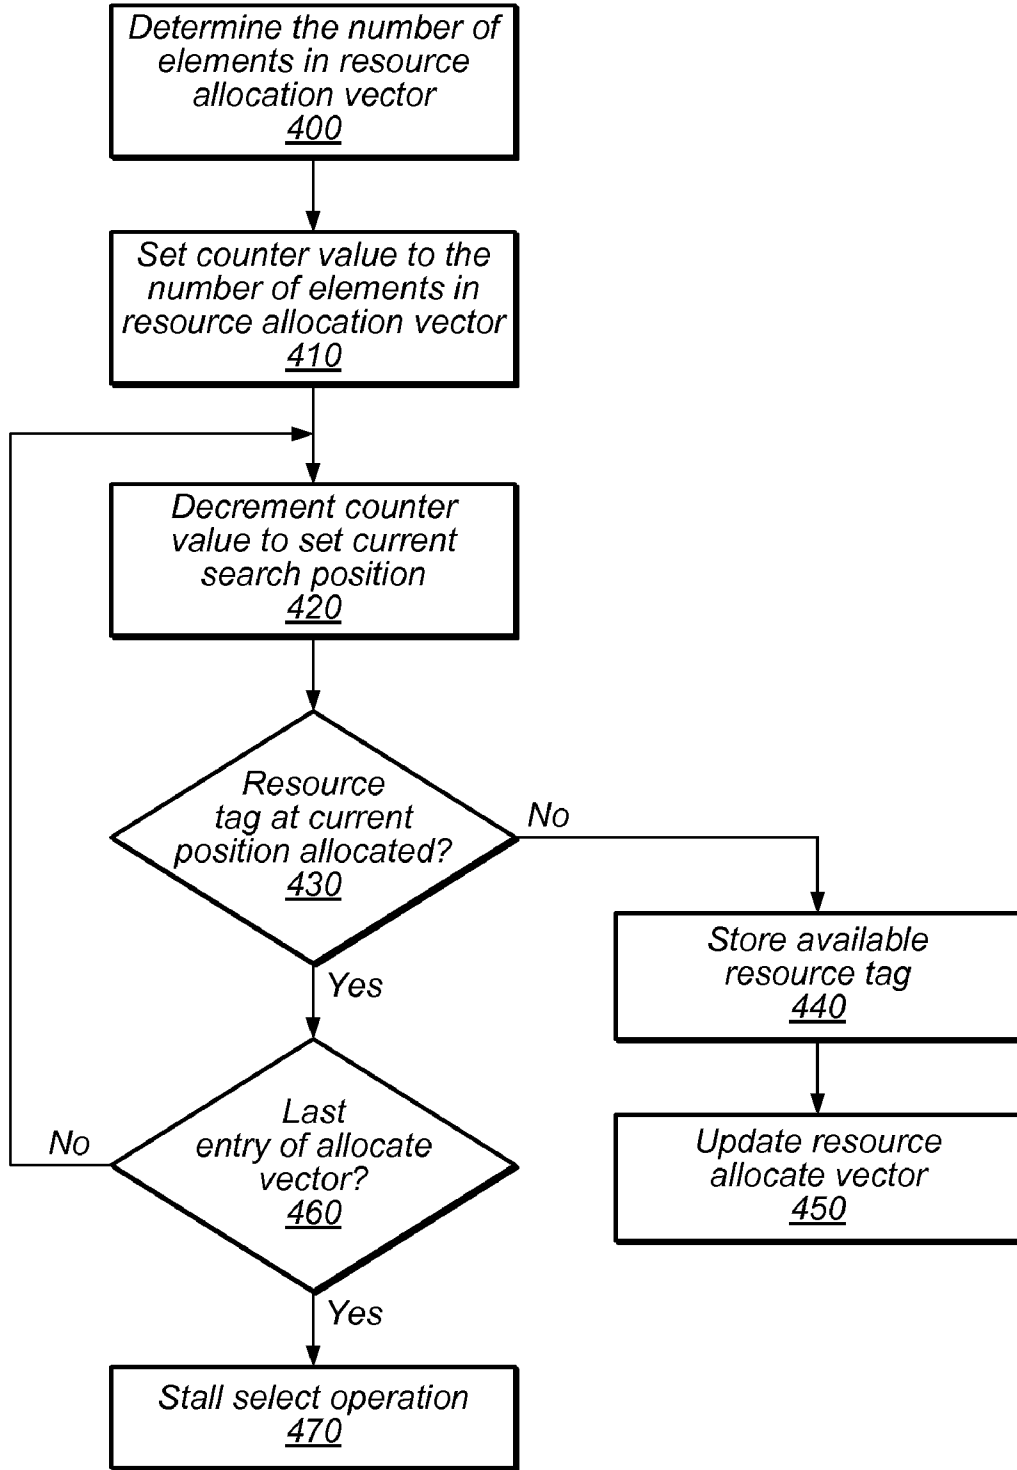 Determine the number of
elements in resource
allocation vector
400
Set counter value to the
number of elements in
resource allocation vector
410
Decrement counter
value to set current
search position
420
Resource
tag at current
position allocated?
430
No
Yes
Store available
resource tag
440
Last
entry of allocate
vector?
460
No
Yes
Update resource
allocate vector
450
Stall select operation
470